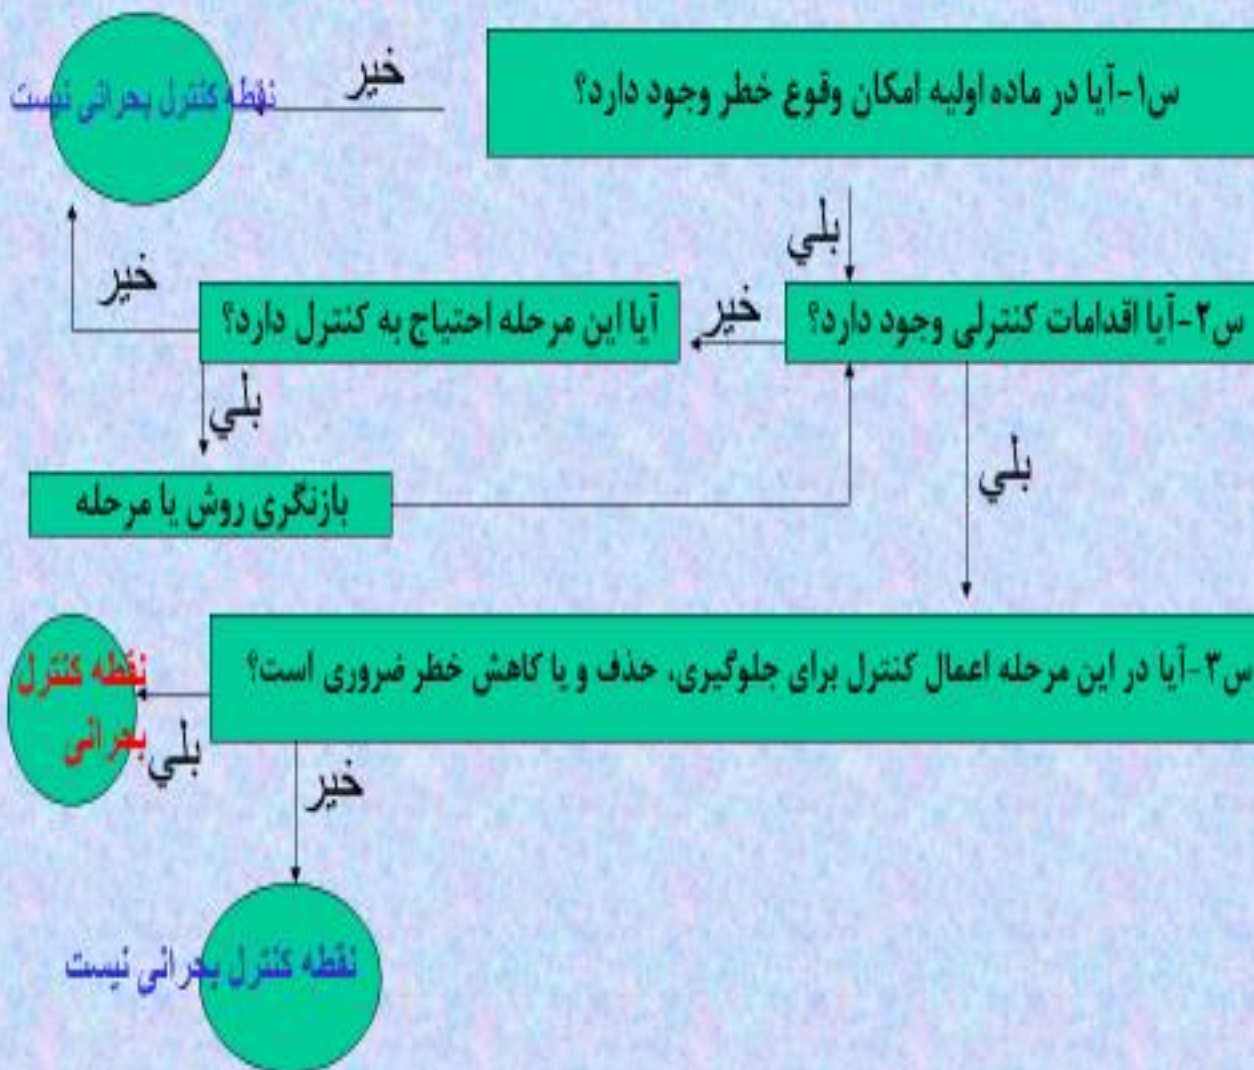 س۱-آیا در ماده اولیه امکان وقوع خطر وجود دارد؟
خیر
نقطه کنترل بحرانی نیست
بلي
س۲-آیا اقدامات کنترلی وجود دارد؟
خیر
آیا این مرحله احتیاج به کنترل دارد؟
خیر
بلي
بازنگری روش یا مرحله
بلي
س۳-آیا در این مرحله اعمال کنترل برای جلوگیری، حذف و یا کاهش خطر ضروری است؟
بلي
نقطه کنترل
بحرانی
خیر
نقطه کنترل بحرانی نیست